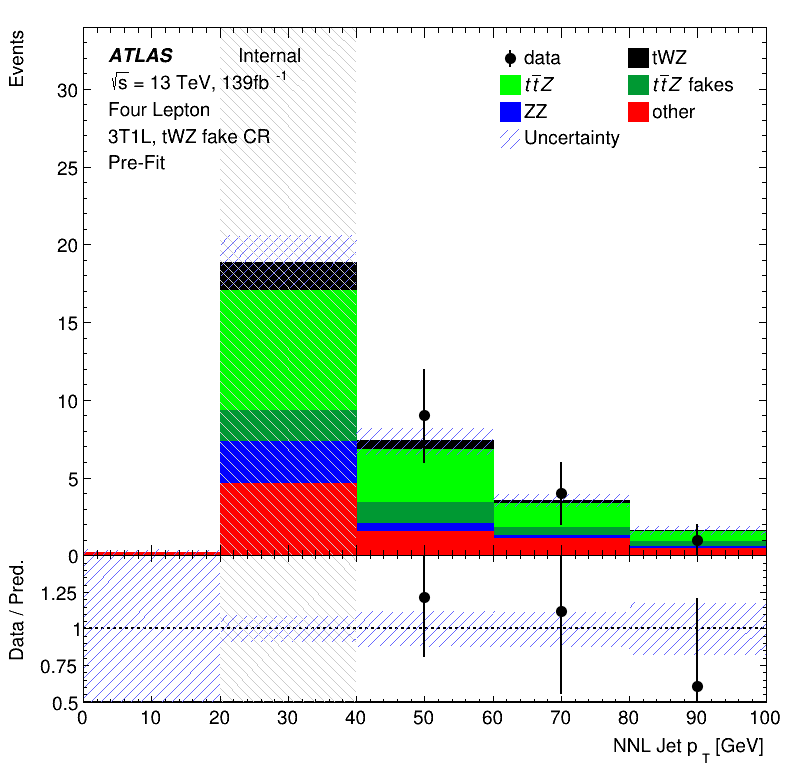 Events
ATLAS Internal
√s = 13 TeV, 139fb⁻¹
Four Lepton
3T1L, tWZ fake CR
Pre-Fit
data tWZ
tt̄Z tt̄Z fakes
ZZ other
Uncertainty
30
25
20
15
10
5
0
Data / Pred.
1.25
1
0.75
0.5
0 10 20 30 40 50 60 70 80 90 100
NNL Jet p_T [GeV]